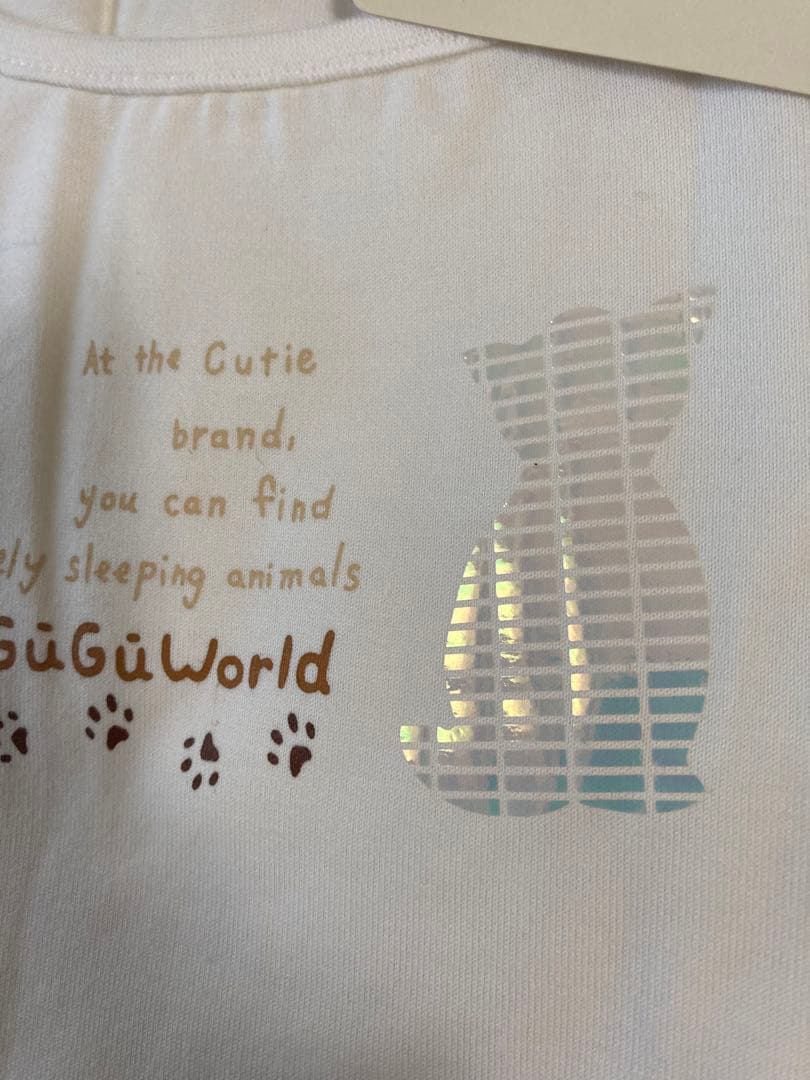 At the Cutie
brand,
you can find
sleeping animals
GūGūWorld